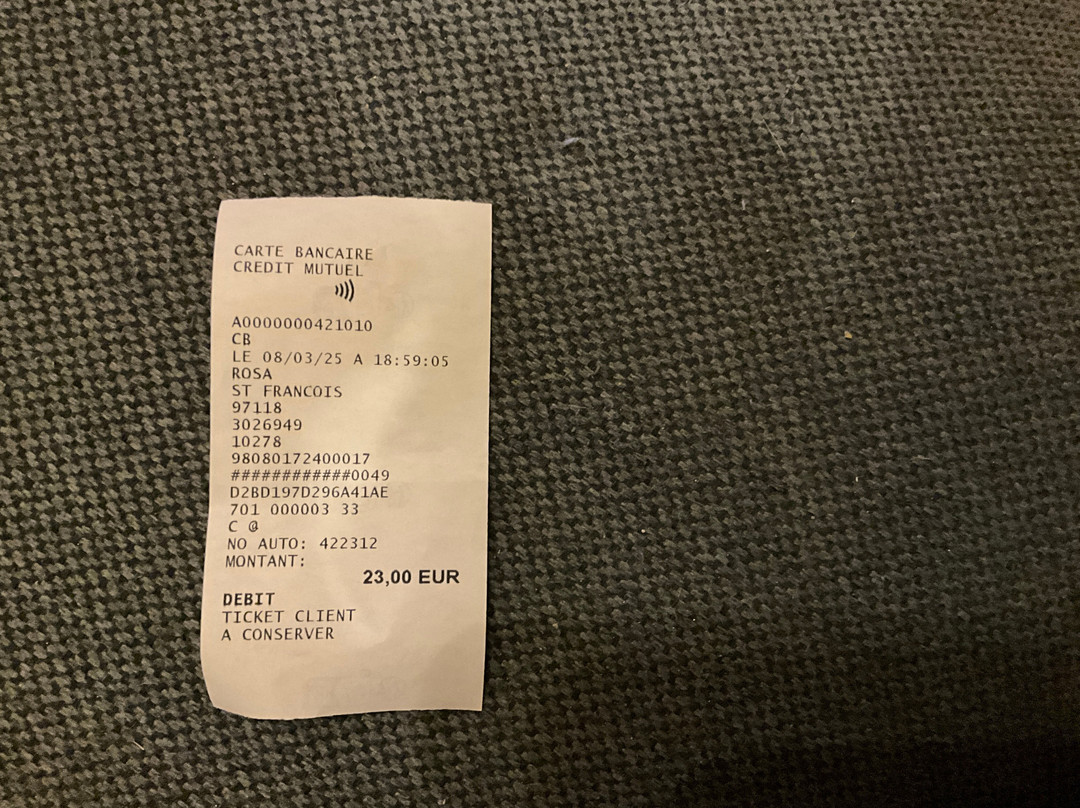 CARTE BANCAIRE
CREDIT MUTUEL
A0000000421010
CB
LE 08/03/25 A 18:59:05
ROSA
ST FRANCOIS
97118
3026949
10278
98080172400017
############0049
D2BD197D296A41AE
701 000003 33
C @
NO AUTO: 422312
MONTANT:
23,00 EUR
DEBIT
TICKET CLIENT
A CONSERVER